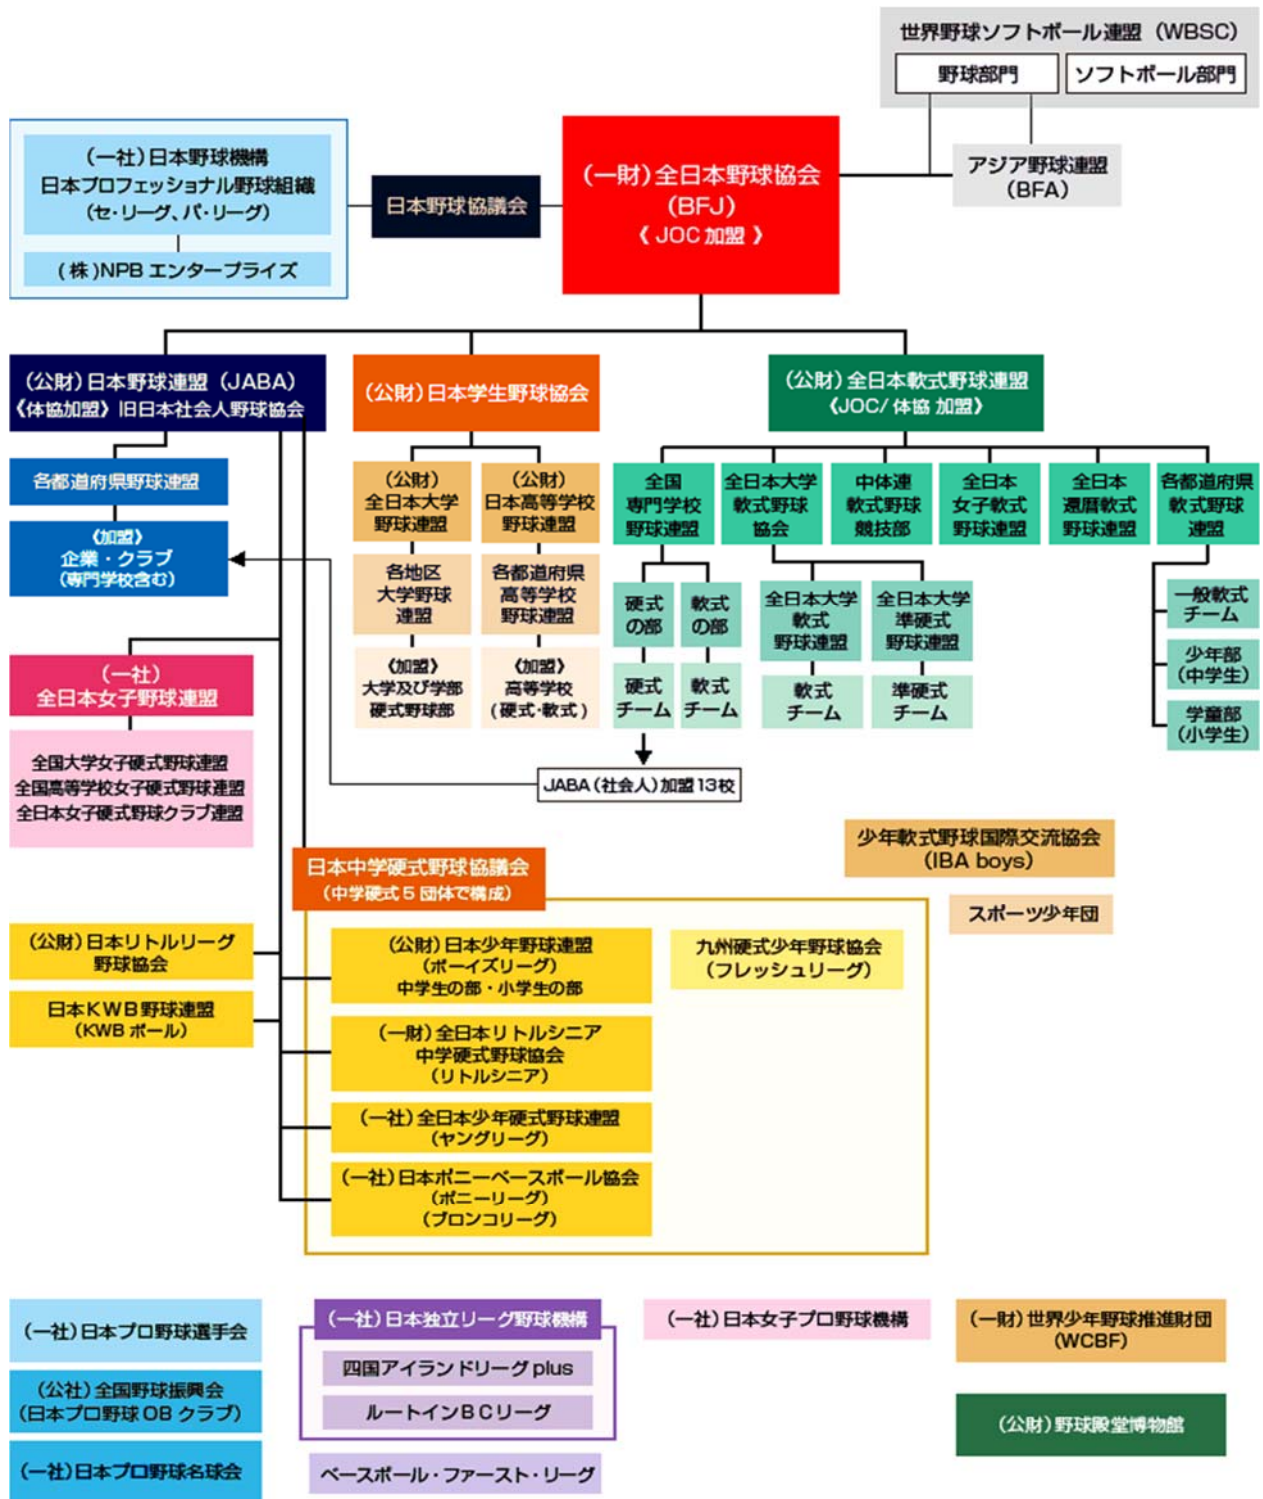 世界野球ソフトボール連盟（WBSC）
野球部門
ソフトボール部門
アジア野球連盟
(BFA)
(一財)全日本野球協会
(BFJ)
《 JOC 加盟 》
日本野球協議会
(一社)日本野球機構
日本プロフェッショナル野球組織
(セ・リーグ、パ・リーグ)
(株)NPB エンタープライズ
(公財)日本野球連盟（JABA）
《体協加盟》旧日本社会人野球協会
各都道府県野球連盟
《加盟》
企業・クラブ
(専門学校含む)
(公財)日本学生野球協会
(公財)
全日本大学
野球連盟
各地区
大学野球
連盟
《加盟》
大学及び学部
硬式野球部
(公財)
日本高等学校
野球連盟
各都道府県
高等学校
野球連盟
《加盟》
高等学校
(硬式・軟式)
(公財)全日本軟式野球連盟
《JOC/ 体協 加盟》
全国
専門学校
野球連盟
硬式
の部
硬式
チーム
軟式
の部
軟式
チーム
全日本大学
軟式野球
協会
全日本大学
軟式
野球連盟
軟式
チーム
全日本大学
準硬式
野球連盟
準硬式
チーム
中体連
軟式野球
競技部
全日本
女子軟式
野球連盟
全日本
還暦軟式
野球連盟
各都道府県
軟式野球
連盟
一般軟式
チーム
少年部
(中学生)
学童部
(小学生)
JABA（社会人）加盟13校
(一社)
全日本女子野球連盟
全国大学女子硬式野球連盟
全国高等学校女子硬式野球連盟
全日本女子硬式野球クラブ連盟
少年軟式野球国際交流協会
(IBA boys)
スポーツ少年団
日本中学硬式野球協議会
(中学硬式 5 団体で構成)
(公財)日本リトルリーグ
野球協会
日本KWB野球連盟
(KWB ボール)
(公財)日本少年野球連盟
(ボーイズリーグ)
中学生の部・小学生の部
(一財)全日本リトルシニア
中学硬式野球協会
(リトルシニア)
(一社)全日本少年硬式野球連盟
(ヤングリーグ)
(一社)日本ポニーベースボール協会
(ポニーリーグ)
(ブロンコリーグ)
九州硬式少年野球協会
(フレッシュリーグ)
(一社)日本プロ野球選手会
(公社)全国野球振興会
(日本プロ野球 OB クラブ)
(一社)日本プロ野球名球会
(一社)日本独立リーグ野球機構
四国アイランドリーグ plus
ルートインＢＣリーグ
ベースボール・ファースト・リーグ
(一社)日本女子プロ野球機構
(一財)世界少年野球推進財団
(WCBF)
(公財)野球殿堂博物館